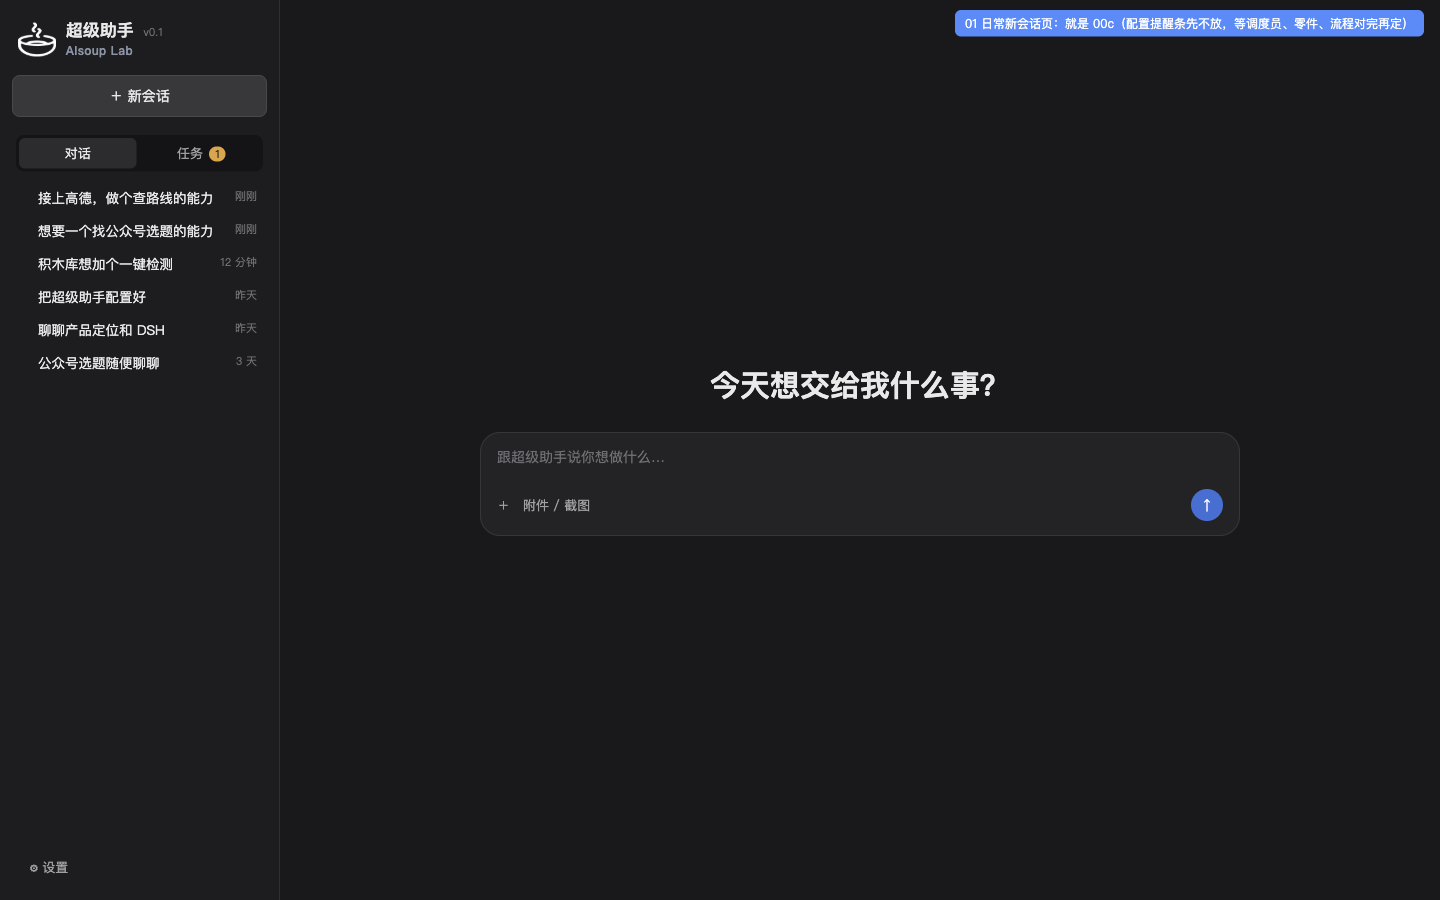 超级助手 v0.1
AIsoup Lab
+ 新会话
对话
任务 1
接上高德，做个查路线的能力 刚刚
想要一个找公众号选题的能力 刚刚
积木库想加个一键检测 12 分钟
把超级助手配置好 昨天
聊聊产品定位和 DSH 昨天
公众号选题随便聊聊 3 天
设置
01 日常新会话页：就是 00c（配置提醒条先不放，等调度员、零件、流程对完再定）
今天想交给我什么事?
跟超级助手说你想做什么...
+ 附件 / 截图
↑